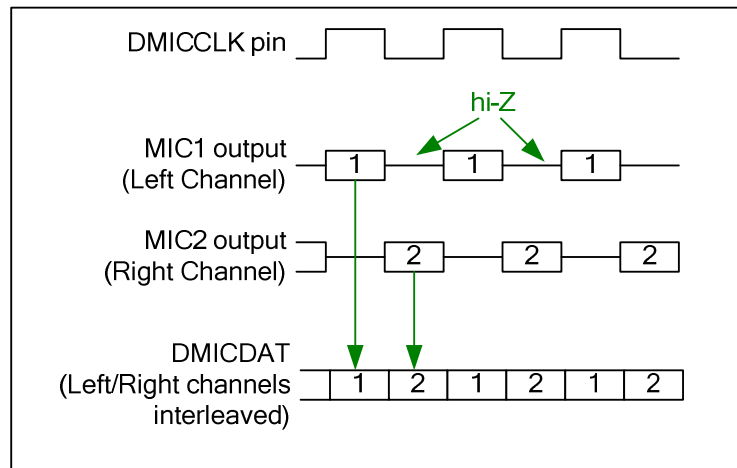 DMICCLK pin
hi-Z
MIC1 output
(Left Channel)
1 1 1
MIC2 output
(Right Channel)
2 2 2
DMICDAT
(Left/Right channels
interleaved)
1 2 1 2 1 2